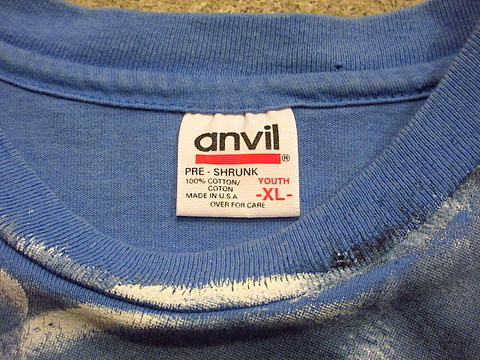 anvil®
PRE - SHRUNK
100% COTTON/ YOUTH
COTON -XL-
MADE IN U.S.A
OVER FOR CARE